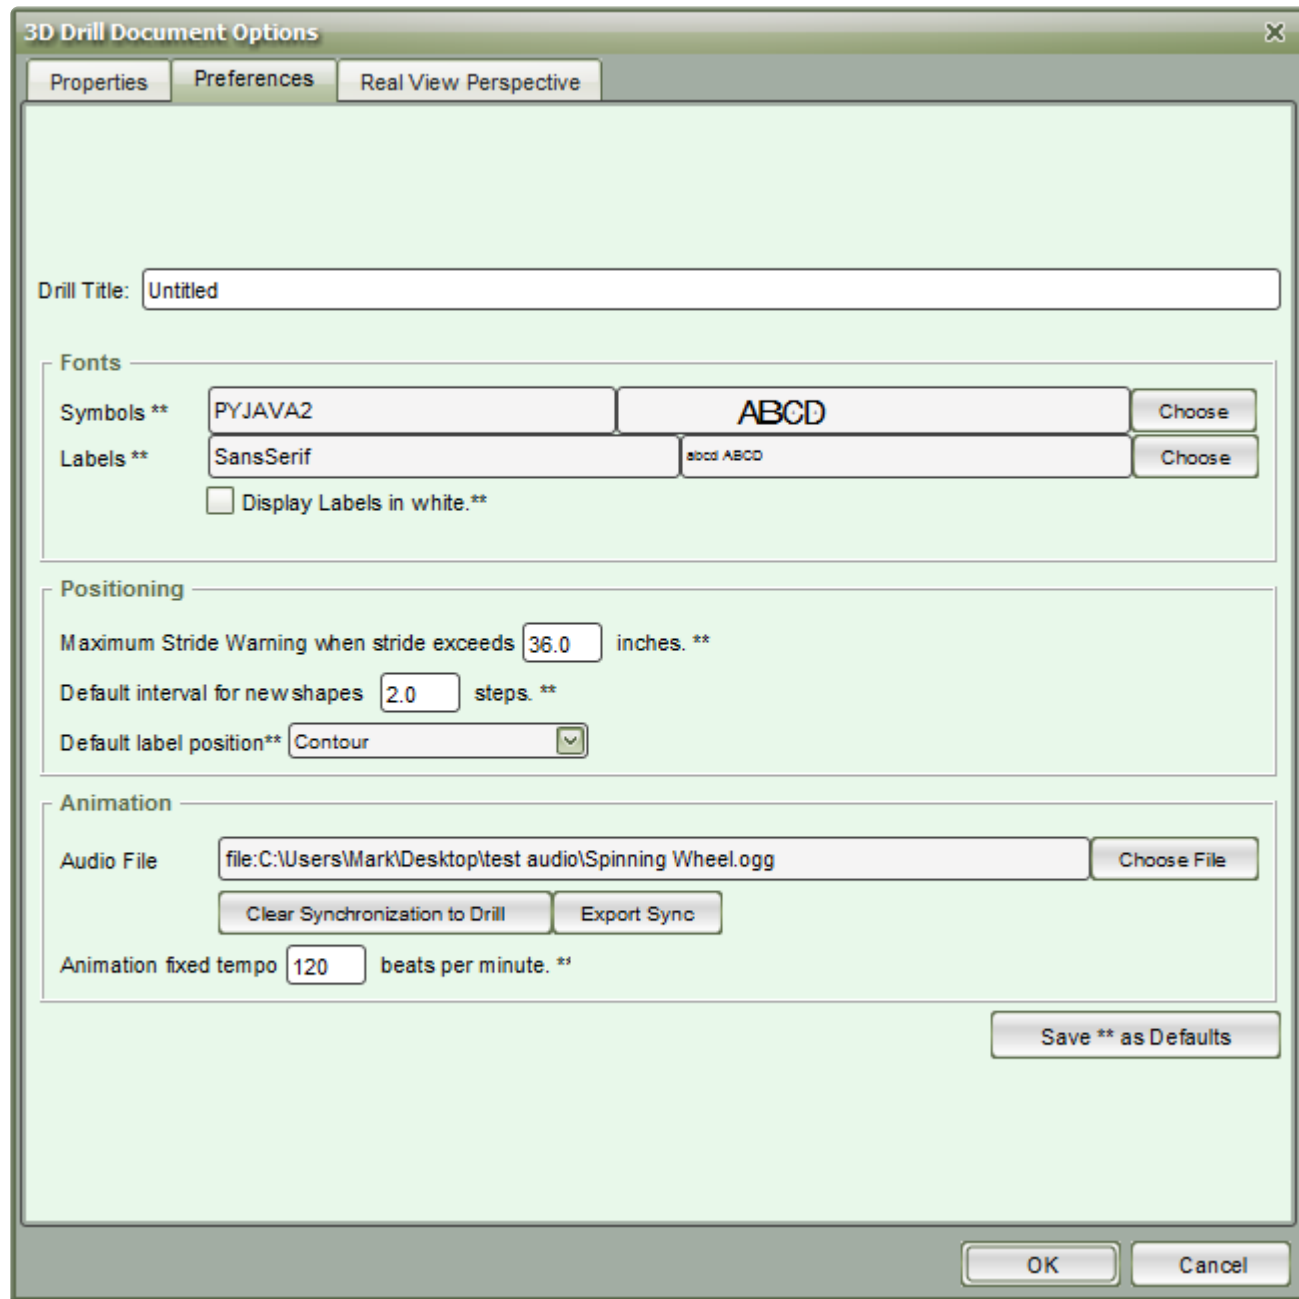 3D Drill Document Options
Properties Preferences Real View Perspective
Drill Title: Untitled
Fonts
Symbols ** PYJAVA2 ABCD Choose
Labels ** SansSerif abcd ABCD Choose
Display Labels in white.**
Positioning
Maximum Stride Warning when stride exceeds 36.0 inches. **
Default interval for new shapes 2.0 steps. **
Default label position** Contour
Animation
Audio File file:C:\Users\Mark\Desktop\test audio\Spinning Wheel.ogg Choose File
Clear Synchronization to Drill Export Sync
Animation fixed tempo 120 beats per minute. **
Save ** as Defaults
OK Cancel